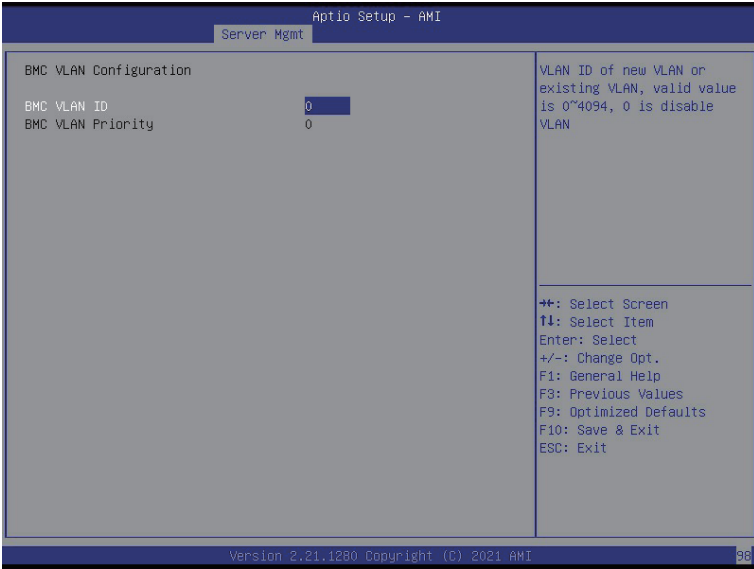 Aptio Setup – AMI
Server Mgmt
BMC VLAN Configuration
BMC VLAN ID 0
BMC VLAN Priority 0
VLAN ID of new VLAN or
existing VLAN, valid value
is 0~4094, 0 is disable
VLAN
→←: Select Screen
↑↓: Select Item
Enter: Select
+/-: Change Opt.
F1: General Help
F3: Previous Values
F9: Optimized Defaults
F10: Save & Exit
ESC: Exit
Version 2.21.1280 Copyright (C) 2021 AMI
98